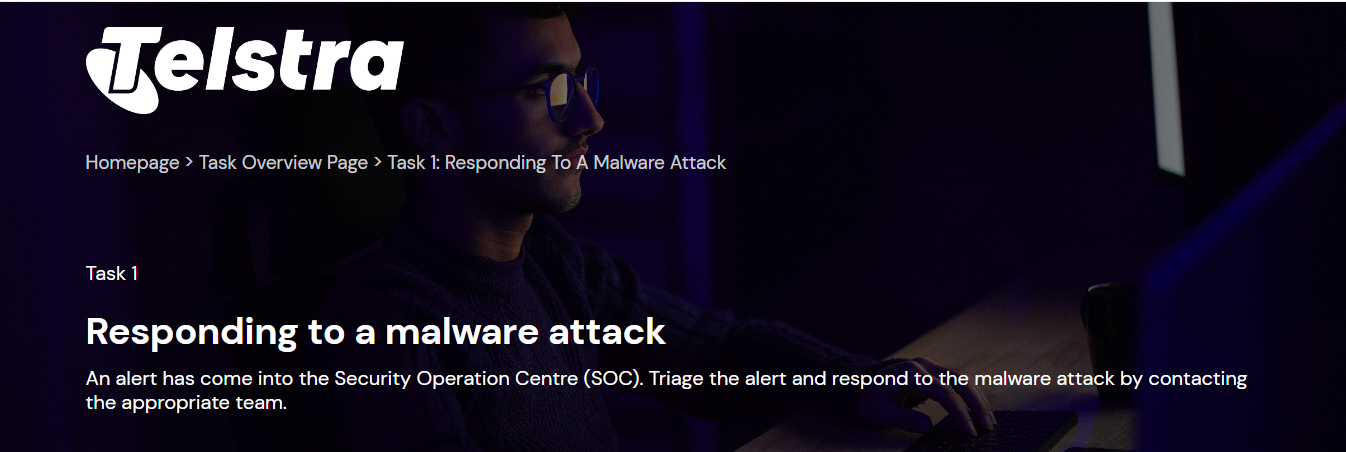 Telstra
Homepage > Task Overview Page > Task 1: Responding To A Malware Attack
Task 1
Responding to a malware attack
An alert has come into the Security Operation Centre (SOC). Triage the alert and respond to the malware attack by contacting
the appropriate team.